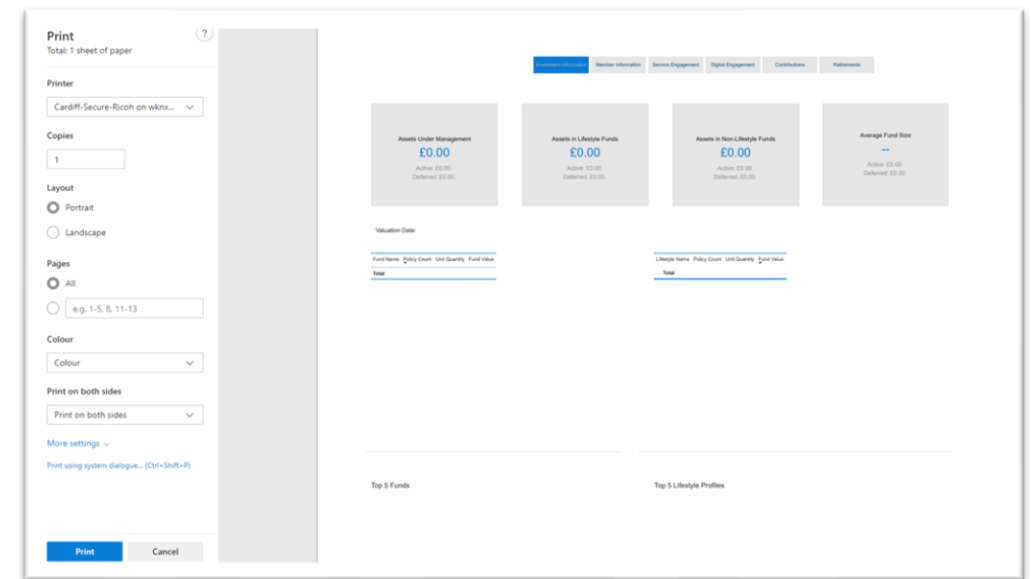 Print
?
Total: 1 sheet of paper
Printer
Cardiff-Secure-Ricoh on wknx...
Copies
1
Layout
Portrait
Landscape
Pages
All
e.g. 1-5, 8, 11-13
Colour
Colour
Print on both sides
Print on both sides
More settings
Print using system dialogue... (Ctrl+Shift+P)
Print Cancel
Investment Information Member Information Service Engagement Digital Engagement Contributions Retirements
Assets Under Management
£0.00
Active: £0.00
Deferred: £0.00
Assets in Lifestyle Funds
£0.00
Active: £0.00
Deferred: £0.00
Assets in Non-Lifestyle Funds
£0.00
Active: £0.00
Deferred: £0.00
Average Fund Size
--
Active: £0.00
Deferred: £0.00
Valuation Date:
Fund Name Policy Count Unit Quantity Fund Value
Total
Lifestyle Name Policy Count Unit Quantity Fund Value
Total
Top 5 Funds
Top 5 Lifestyle Profiles